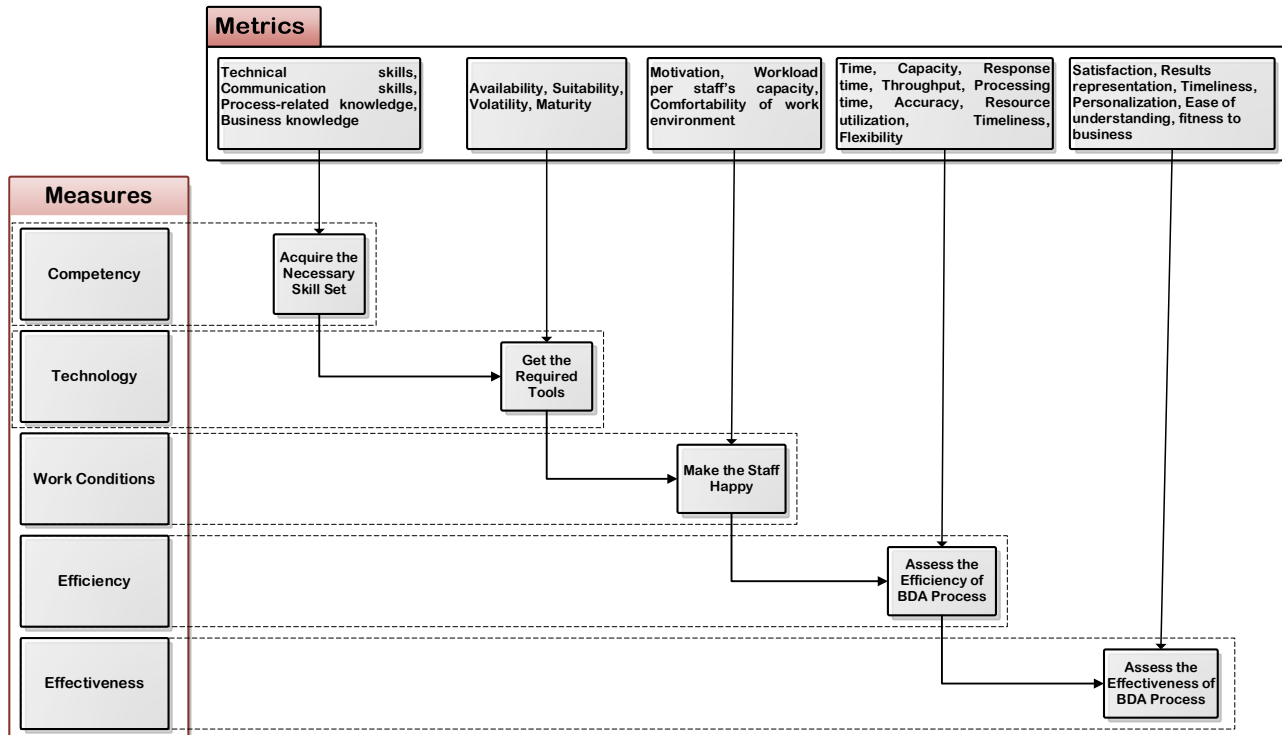 Metrics
Technical skills,
Communication skills,
Process-related knowledge,
Business knowledge
Availability, Suitability,
Volatility, Maturity
Motivation, Workload
per staff's capacity,
Comfortability of work
environment
Time, Capacity, Response
time, Throughput, Processing
time, Accuracy, Resource
utilization, Timeliness,
Flexibility
Satisfaction, Results
representation, Timeliness,
Personalization, Ease of
understanding, fitness to
business
Measures
Competency
Acquire the
Necessary
Skill Set
Technology
Get the
Required
Tools
Work Conditions
Make the Staff
Happy
Efficiency
Assess the
Efficiency of
BDA Process
Effectiveness
Assess the
Effectiveness of
BDA Process